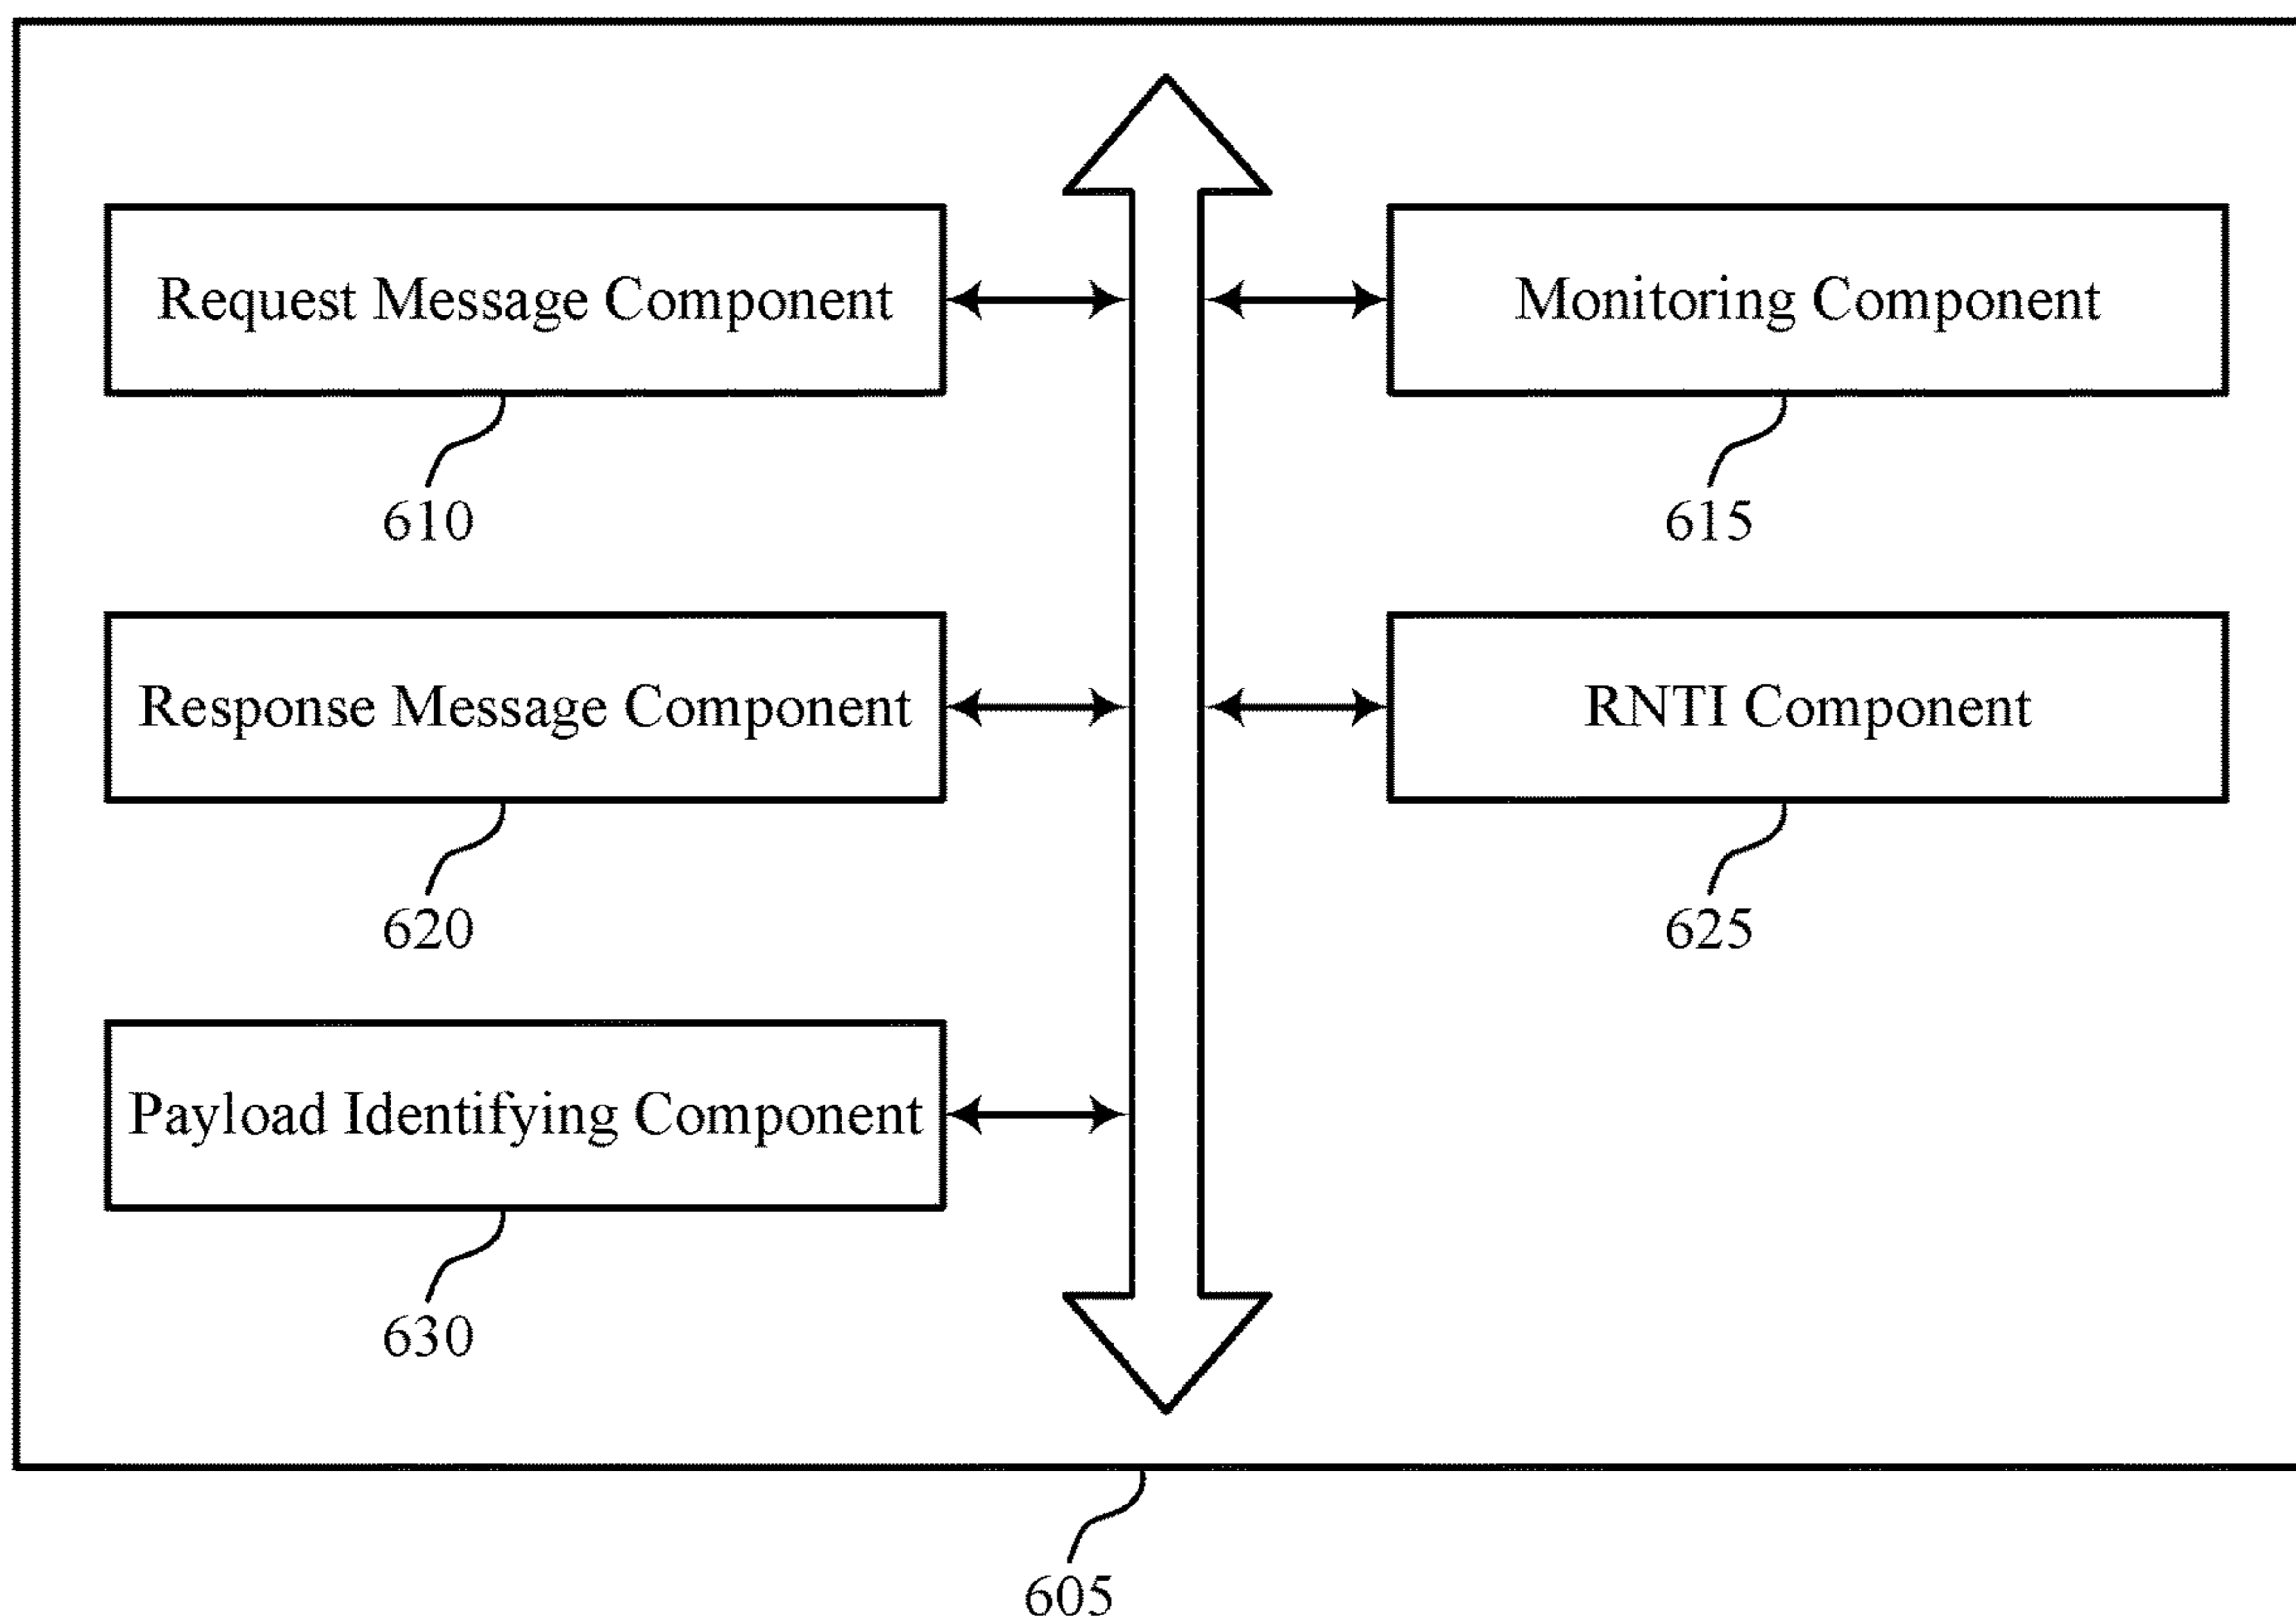 Request Message Component
Monitoring Component
610
615
Response Message Component
RNTI Component
620
625
Payload Identifying Component
630
605